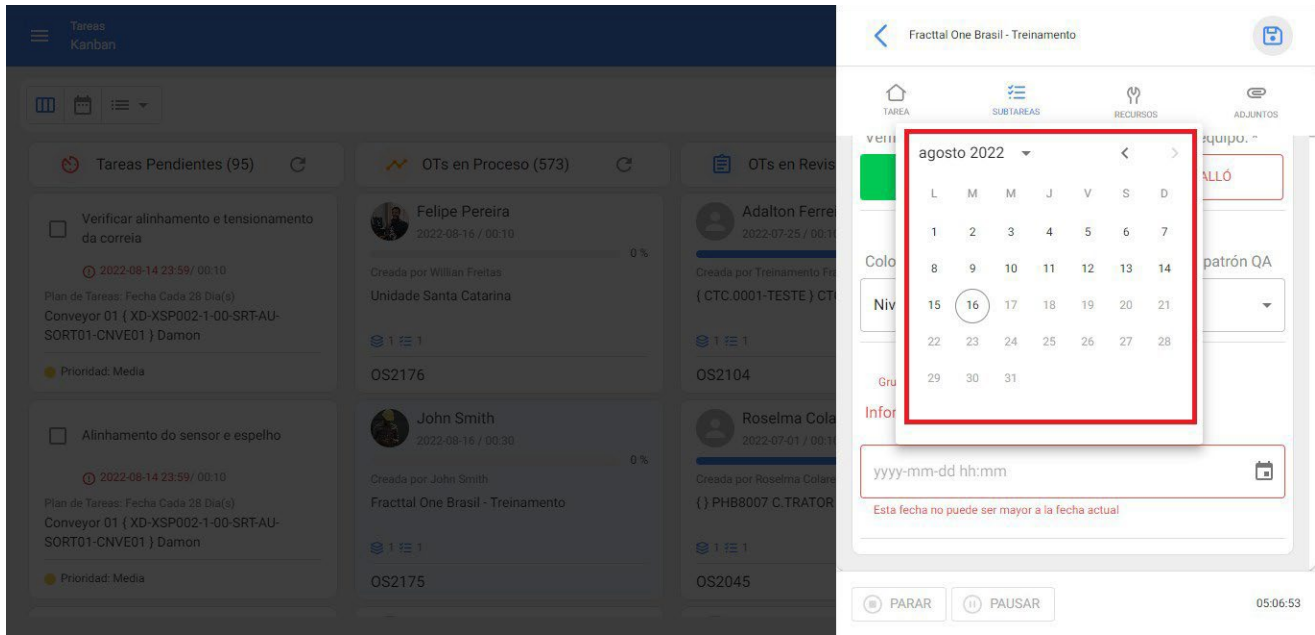 Tareas
Kanban
Tareas Pendientes (95)
Verificar alinhamento e tensionamento
da correia
2022-08-14 23:59/ 00:10
Plan de Tareas: Fecha Cada 28 Dia(s)
Conveyor 01 { XD-XSP002-1-00-SRT-AU-
SORT01-CNVE01 } Damon
Prioridad: Media
Alinhamento do sensor e espelho
2022-08-14 23:59/ 00:10
Plan de Tareas: Fecha Cada 28 Dia(s)
Conveyor 01 { XD-XSP002-1-00-SRT-AU-
SORT01-CNVE01 } Damon
Prioridad: Media
OTs en Proceso (573)
Felipe Pereira
2022-08-16 / 00:10
0 %
Creada por Willian Freitas
Unidade Santa Catarina
1 1
OS2176
John Smith
2022-08-16 / 00:30
0 %
Creada por John Smith
Fracttal One Brasil - Treinamento
1 1
OS2175
OTs en Revis
Adalton Ferrei
2022-07-25 / 00:10
Creada por Treinamento Fra
{ CTC.0001-TESTE } CT
OS2104
Roselma Cola
2022-07-01 / 00:10
Creada por Roselma Colare
{ } PHB8007 C.TRATOR
1 1
OS2045
Fracttal One Brasil - Treinamento
TAREA
SUBTAREAS
RECURSOS
ADJUNTOS
equipo. *
ALLÓ
agosto 2022
L M M J V S D
1 2 3 4 5 6 7
8 9 10 11 12 13 14
15 16 17 18 19 20 21
22 23 24 25 26 27 28
29 30 31
Colo
patrón QA
Niv
Gru
Infor
yyyy-mm-dd hh:mm
Esta fecha no puede ser mayor a la fecha actual
PARAR
PAUSAR
05:06:53